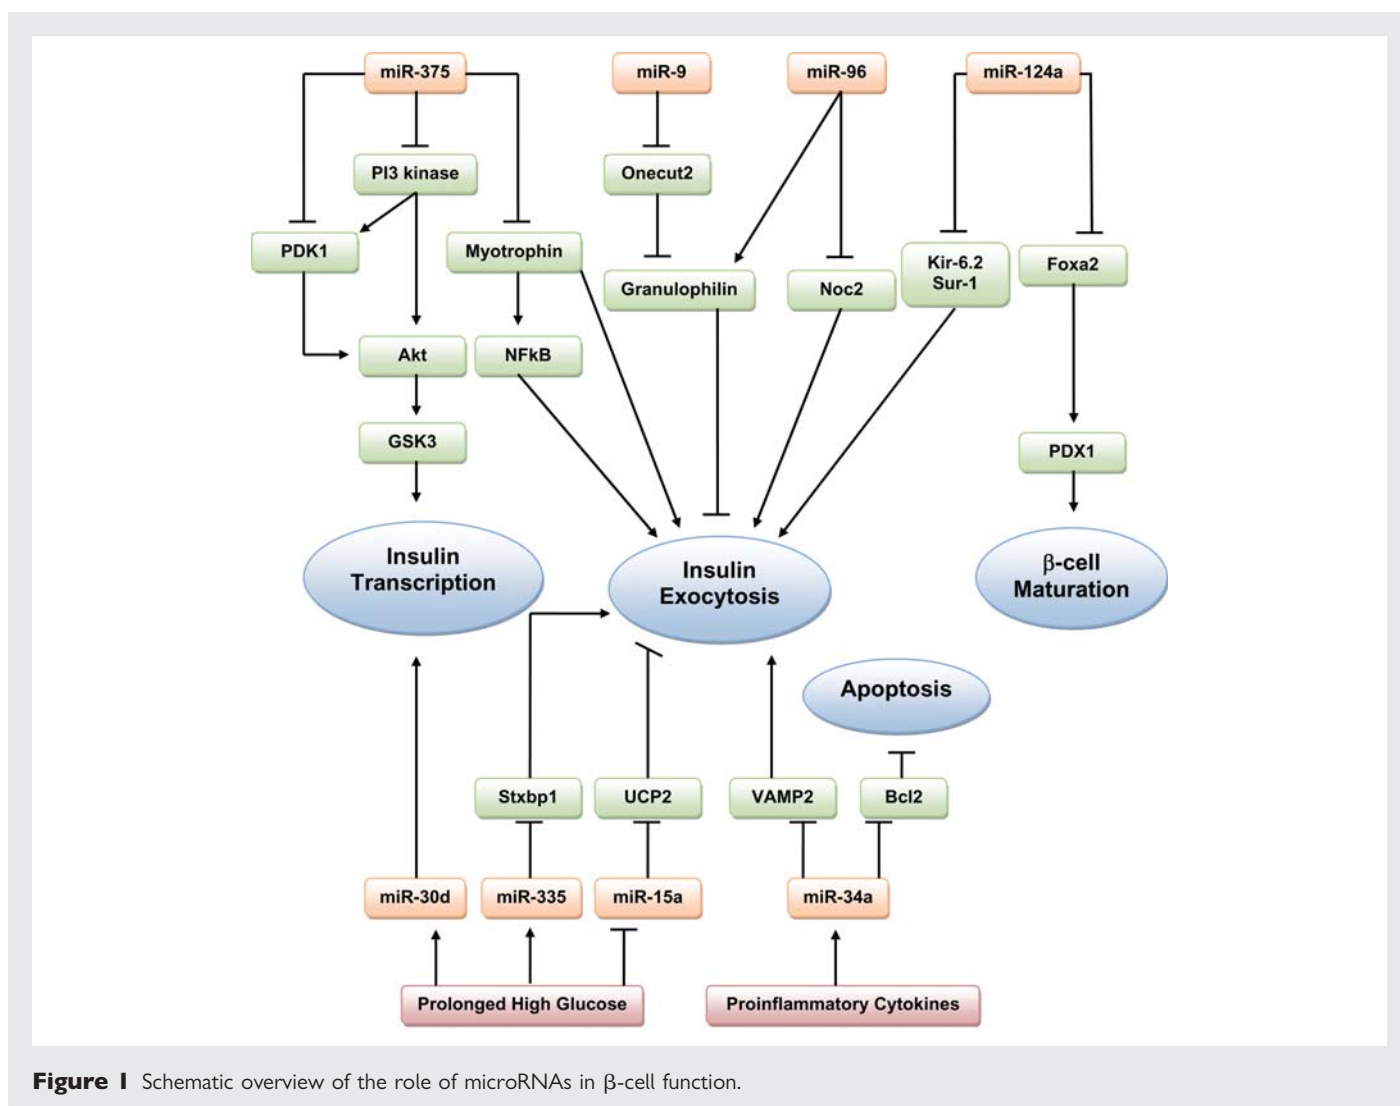 miR-375
miR-9
miR-96
miR-124a
PI3 kinase
Onecut2
PDK1
Myotrophin
Granulophilin
Noc2
Kir-6.2
Sur-1
Foxa2
Akt
NFkB
GSK3
PDX1
Insulin
Transcription
Insulin
Exocytosis
β-cell
Maturation
Apoptosis
Stxbp1
UCP2
VAMP2
Bcl2
miR-30d
miR-335
miR-15a
miR-34a
Prolonged High Glucose
Proinflammatory Cytokines
Figure 1 Schematic overview of the role of microRNAs in β-cell function.